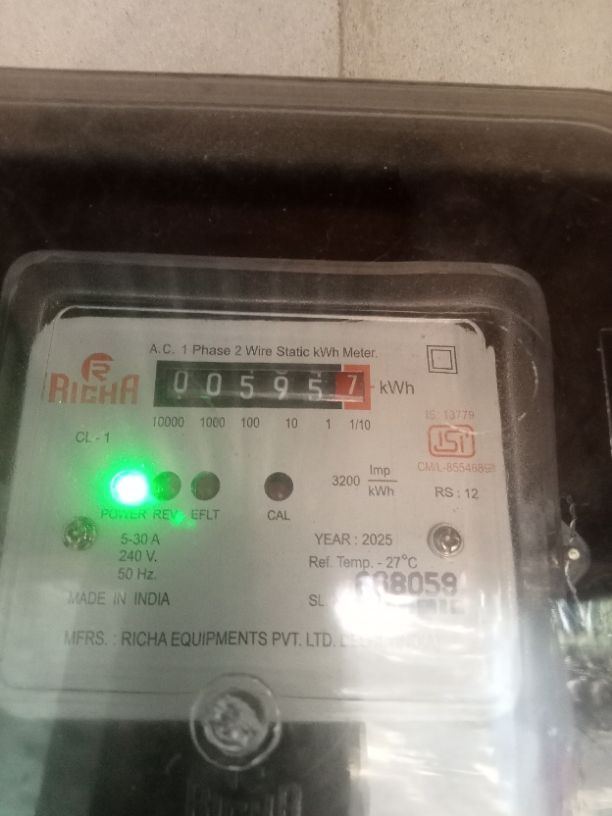 A.C. 1 Phase 2 Wire Static kWh Meter.
RICHA
0 0 5 9 5 7 kWh
10000 1000 100 10 1 1/10
CL - 1
IS: 13779
ISI
3200 Imp/kWh
RS : 12
POWER REV EFLT CAL
5-30 A
240 V.
50 Hz.
YEAR : 2025
Ref. Temp. - 27°C
MADE IN INDIA
SL
MFRS. : RICHA EQUIPMENTS PVT. LTD.
RICHA